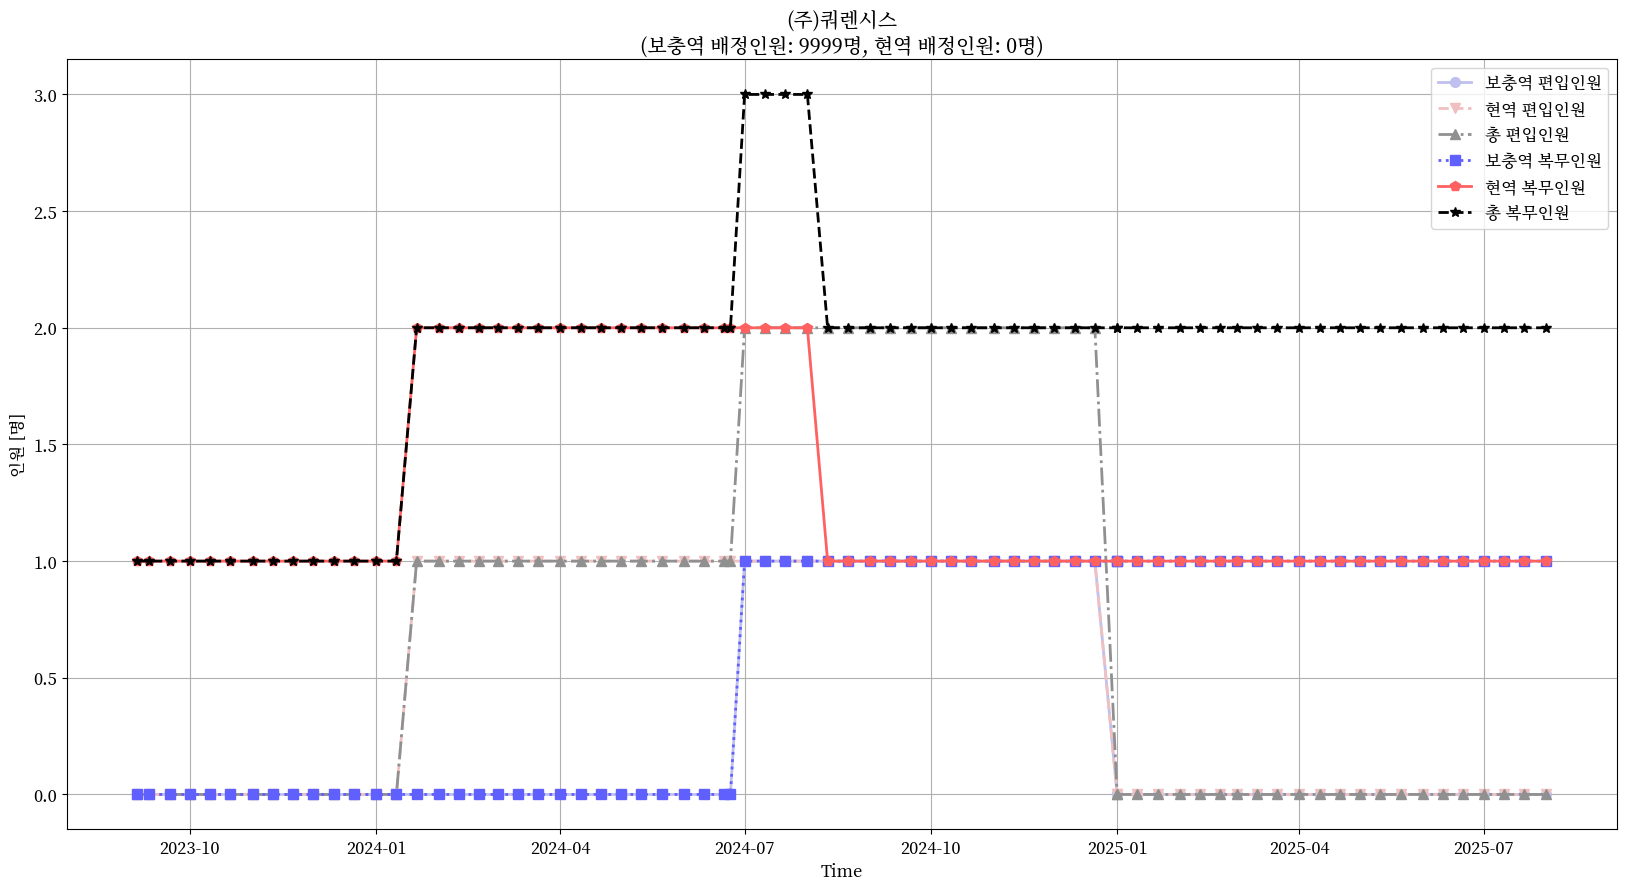 (주)쿼렌시스
(보충역 배정인원: 9999명, 현역 배정인원: 0명)
보충역 편입인원
현역 편입인원
총 편입인원
보충역 복무인원
현역 복무인원
총 복무인원
인원 [명]
3.0
2.5
2.0
1.5
1.0
0.5
0.0
2023-10 2024-01 2024-04 2024-07 2024-10 2025-01 2025-04 2025-07
Time